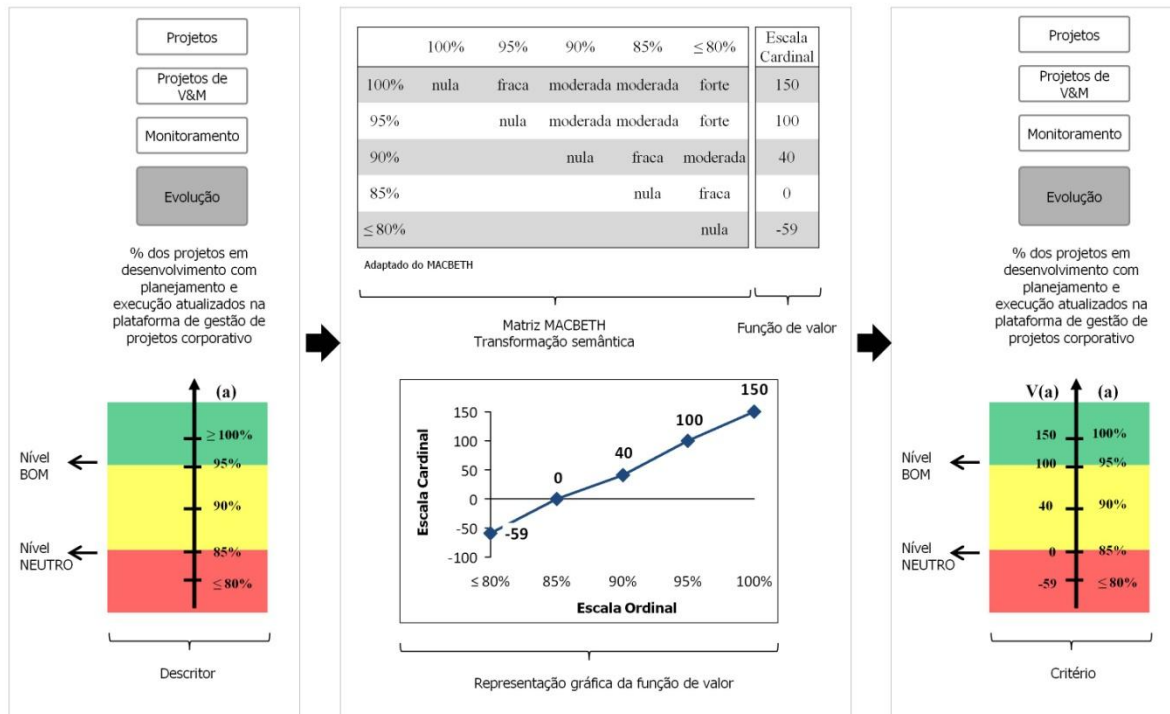 Projetos
Projetos de
V&M
Monitoramento
Evolução
% dos projetos em
desenvolvimento com
planejamento e
execução atualizados na
plataforma de gestão de
projetos corporativo
(a)
≥ 100%
95%
90%
85%
≤ 80%
Nível
BOM
Nível
NEUTRO
Descritor
100% 95% 90% 85% ≤ 80% Escala
Cardinal
100% nula fraca moderada moderada forte 150
95% nula moderada moderada forte 100
90% nula fraca moderada 40
85% nula fraca 0
≤ 80% nula -59
Adaptado do MACBETH
Matriz MACBETH
Transformação semântica
Função de valor
Escala Cardinal
150
100
50
0
-50
-100
-59
0
40
100
150
≤ 80% 85% 90% 95% 100%
Escala Ordinal
Representação gráfica da função de valor
Projetos
Projetos de
V&M
Monitoramento
Evolução
% dos projetos em
desenvolvimento com
planejamento e
execução atualizados na
plataforma de gestão de
projetos corporativo
V(a) (a)
150 100%
100 95%
40 90%
0 85%
-59 ≤ 80%
Nível
BOM
Nível
NEUTRO
Critério